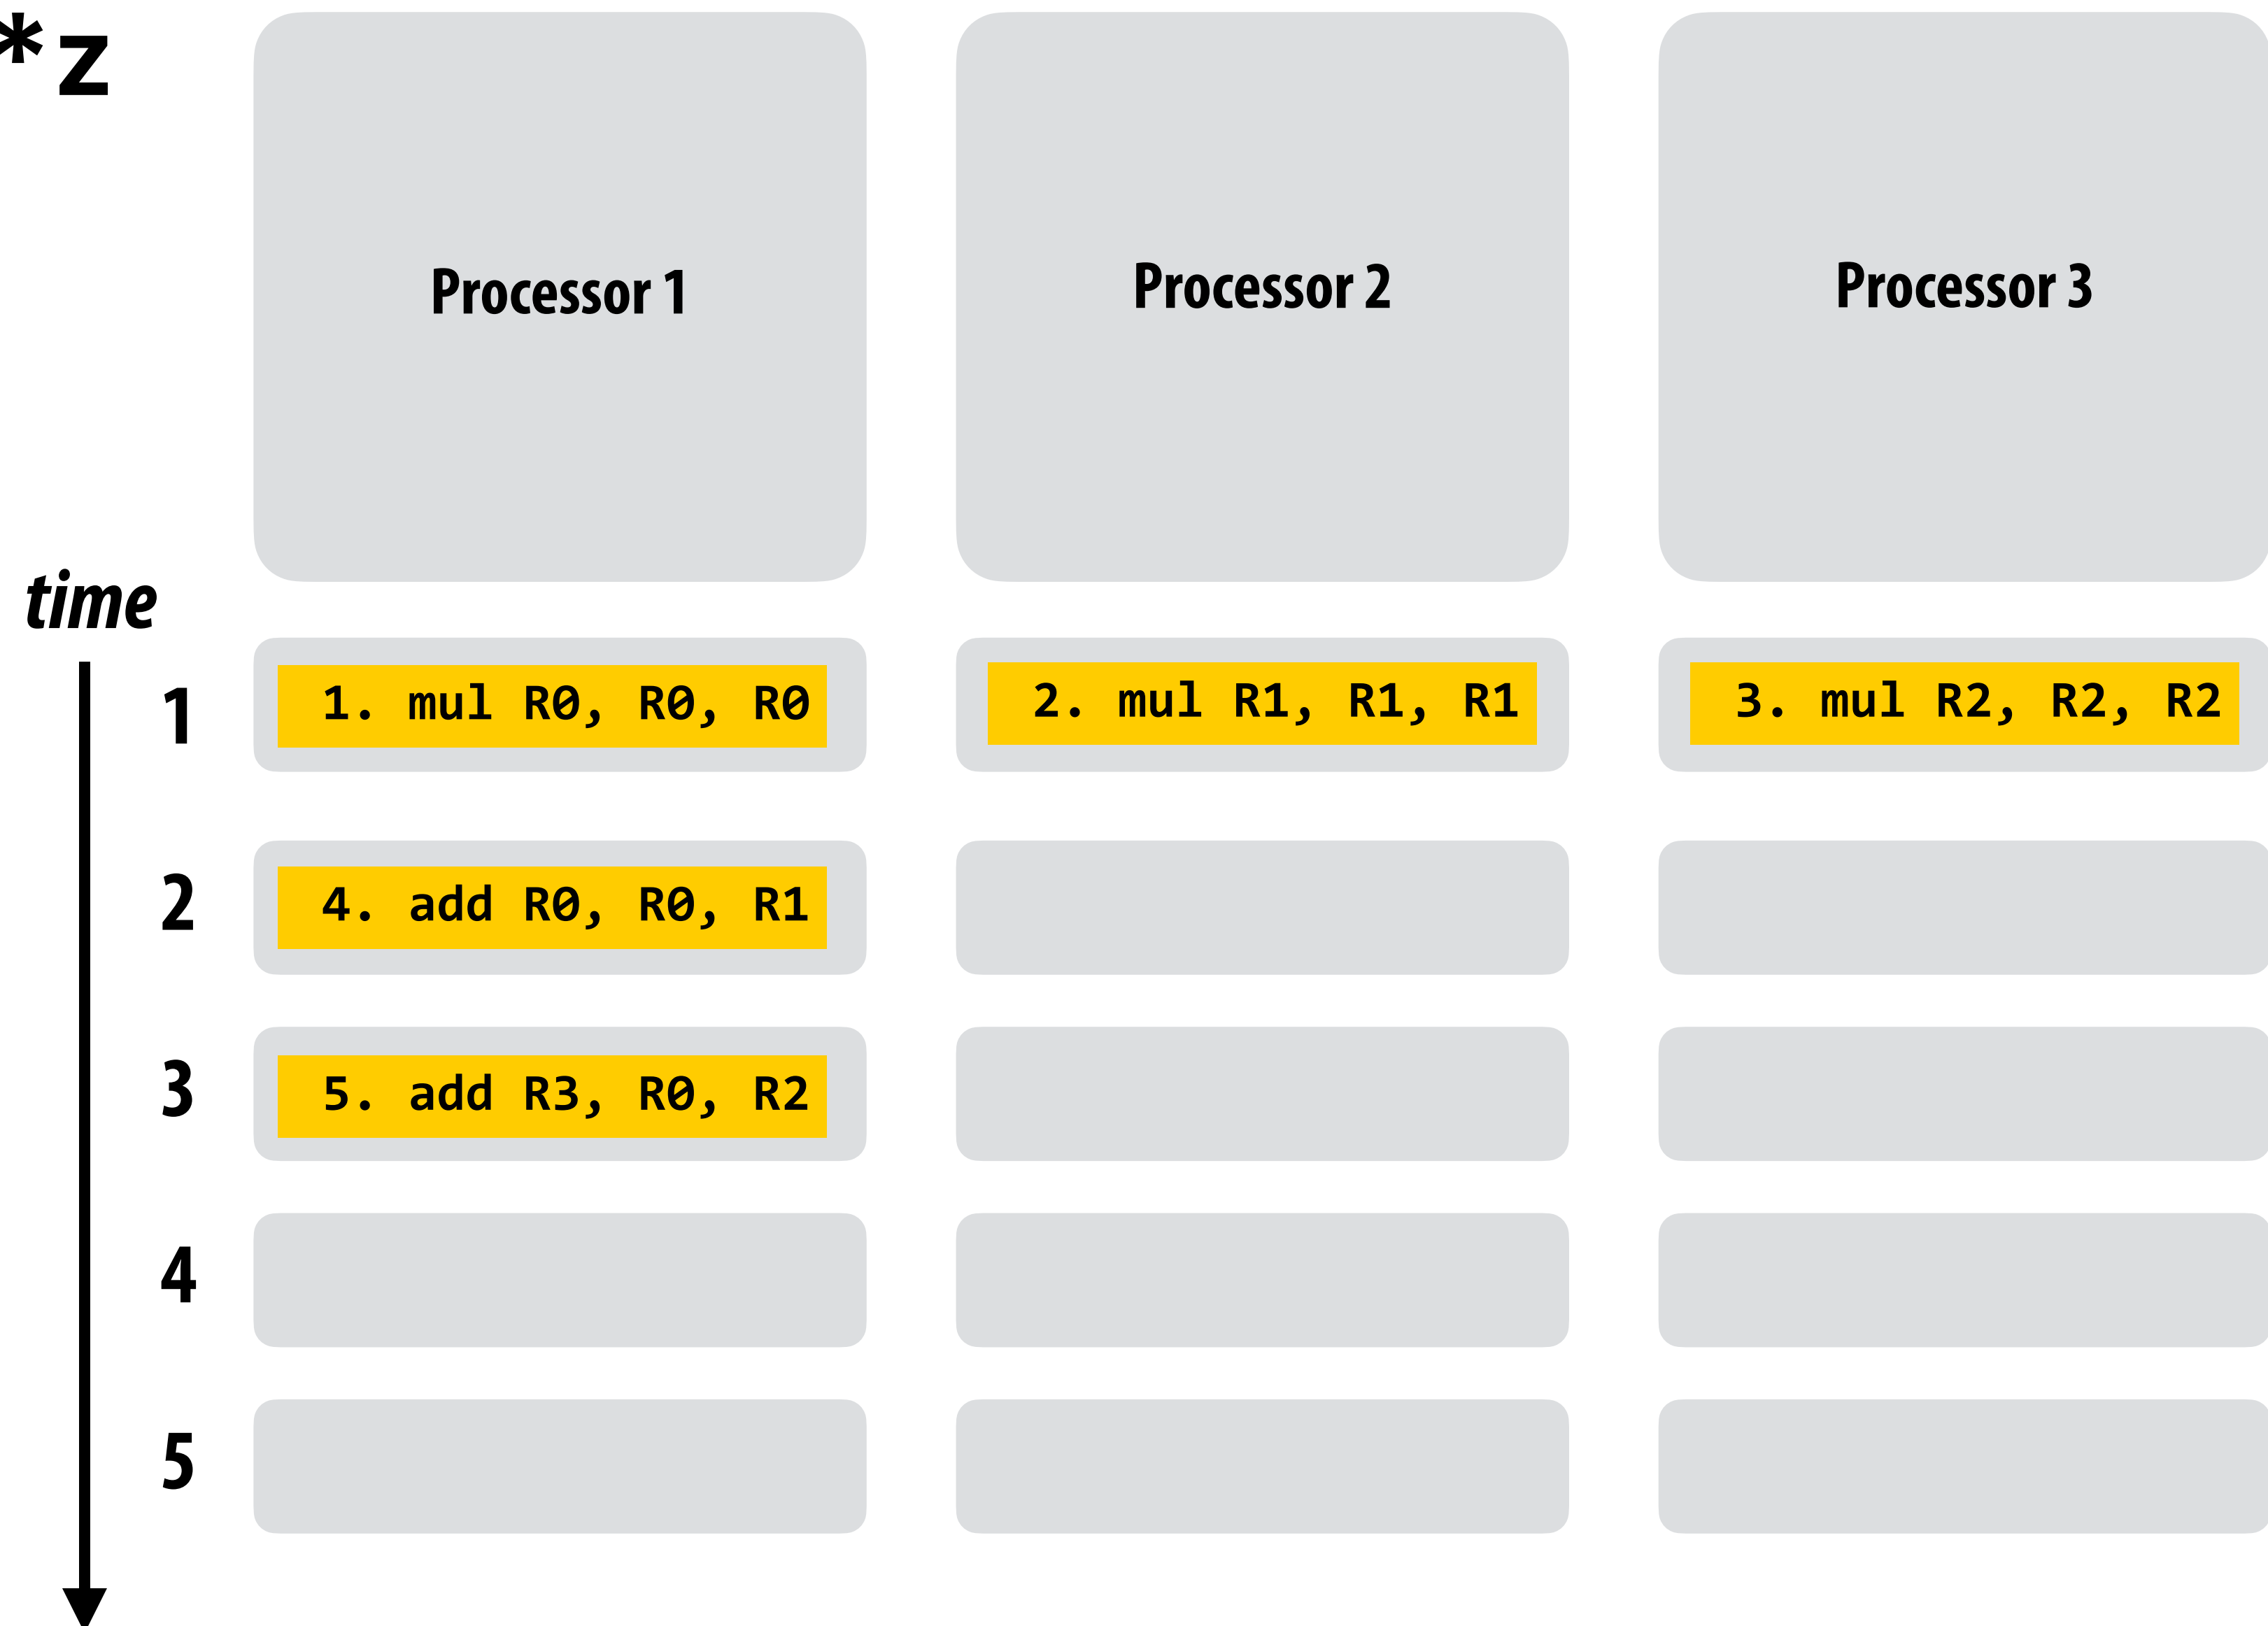 *z
Processor 1 Processor 2 Processor 3
time
1 1. mul R0, R0, R0 2. mul R1, R1, R1 3. mul R2, R2, R2
2 4. add R0, R0, R1
3 5. add R3, R0, R2
4
5